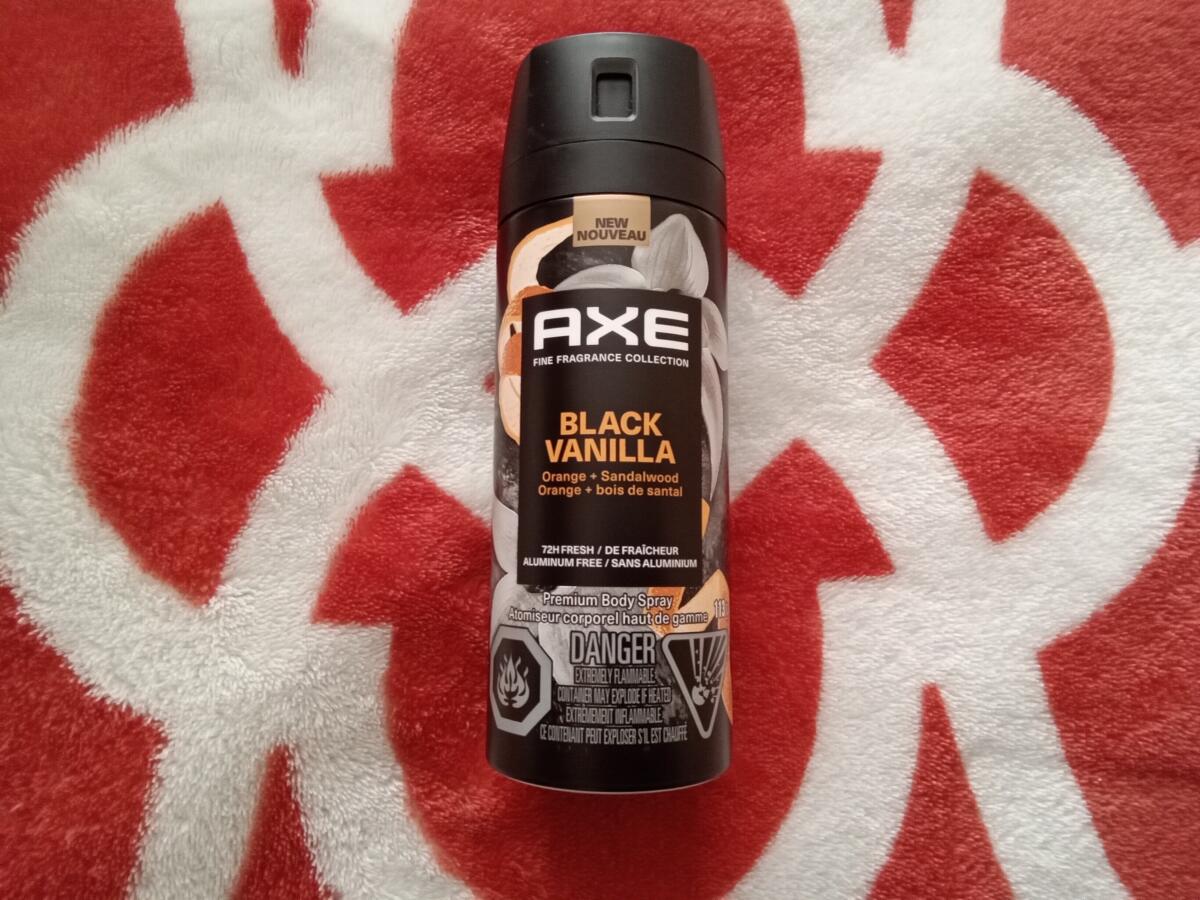 NEW
NOUVEAU
AXE
FINE FRAGRANCE COLLECTION
BLACK
VANILLA
Orange + Sandalwood
Orange + bois de santal
72H FRESH / DE FRAÎCHEUR
ALUMINUM FREE / SANS ALUMINIUM
Premium Body Spray
Atomiseur corporel haut de gamme
DANGER
EXTREMELY FLAMMABLE
CONTAINER MAY EXPLODE IF HEATED
EXTRÊMEMENT INFLAMMABLE
CE CONTENANT PEUT EXPLOSER S'IL EST CHAUFFÉ